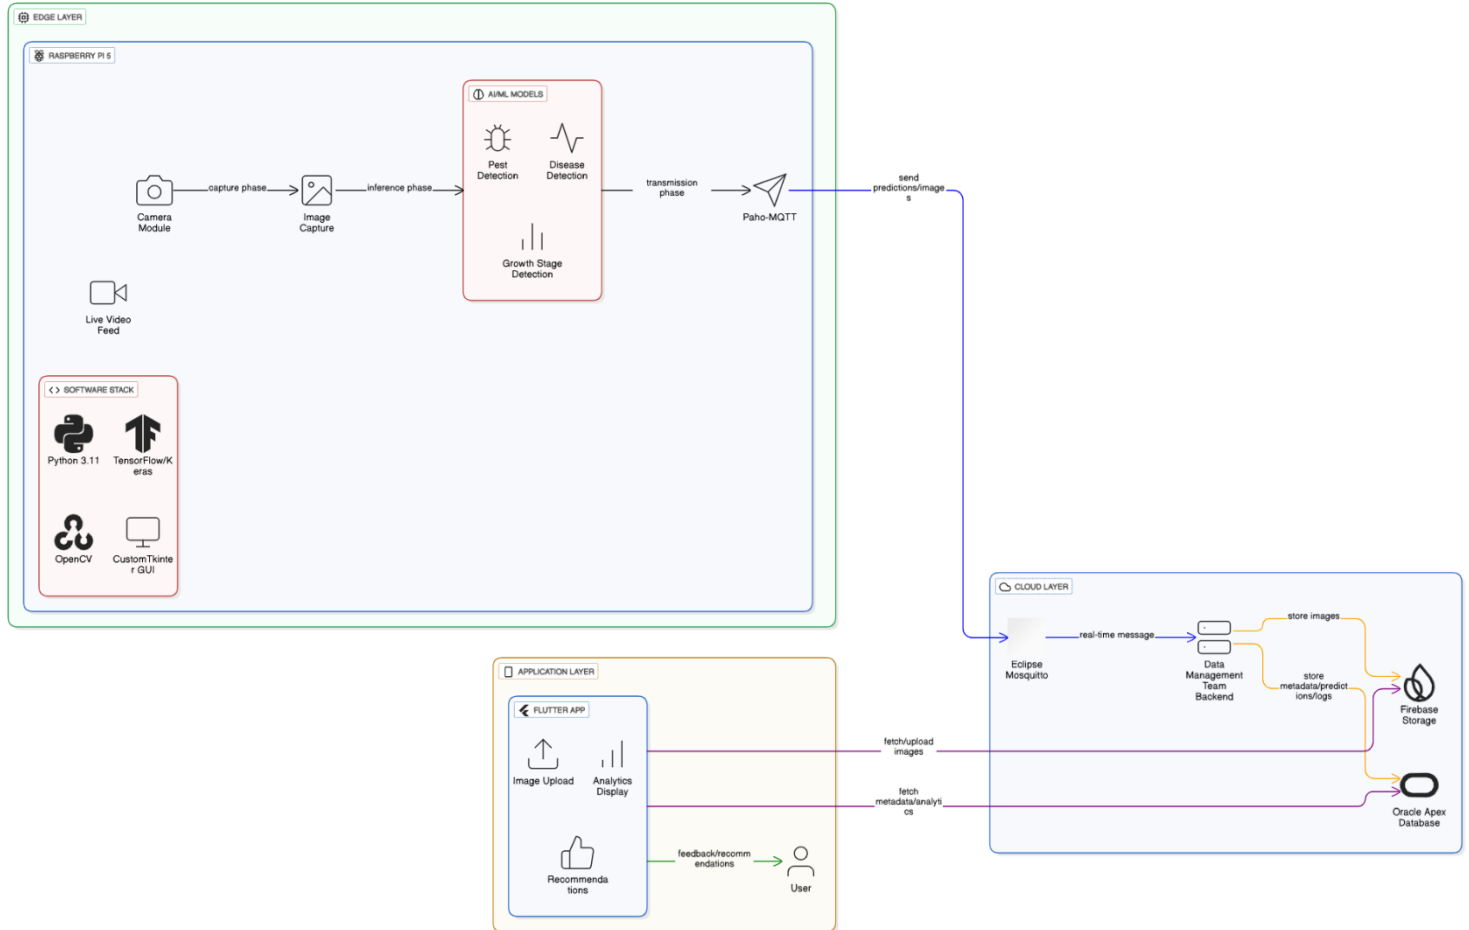 EDGE LAYER
RASPBERRY PI 5
AI/ML MODELS
Pest
Detection
Disease
Detection
Growth Stage
Detection
Camera
Module
capture phase
Image
Capture
inference phase
transmission
phase
Paho-MQTT
send
predictions/image
s
Live Video
Feed
SOFTWARE STACK
Python 3.11
TensorFlow/K
eras
OpenCV
CustomTkinte
r GUI
CLOUD LAYER
Eclipse
Mosquitto
real-time message
Data
Management
Team
Backend
store images
store
metadata/predict
ions/logs
Firebase
Storage
Oracle Apex
Database
APPLICATION LAYER
FLUTTER APP
Image Upload
Analytics
Display
Recommenda
tions
fetch/upload
images
fetch
metadata/analyti
cs
feedback/recomm
endations
User